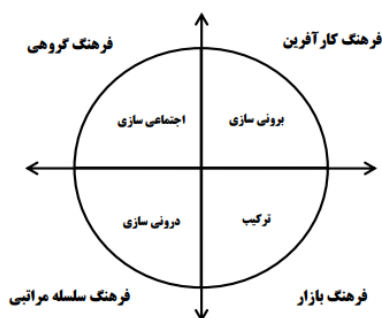 فرهنگ کارآفرین
فرهنگ گروهی
برونی سازی
اجتماعی سازی
ترکیب
درونی سازی
فرهنگ بازار
فرهنگ سلسله مراتبی